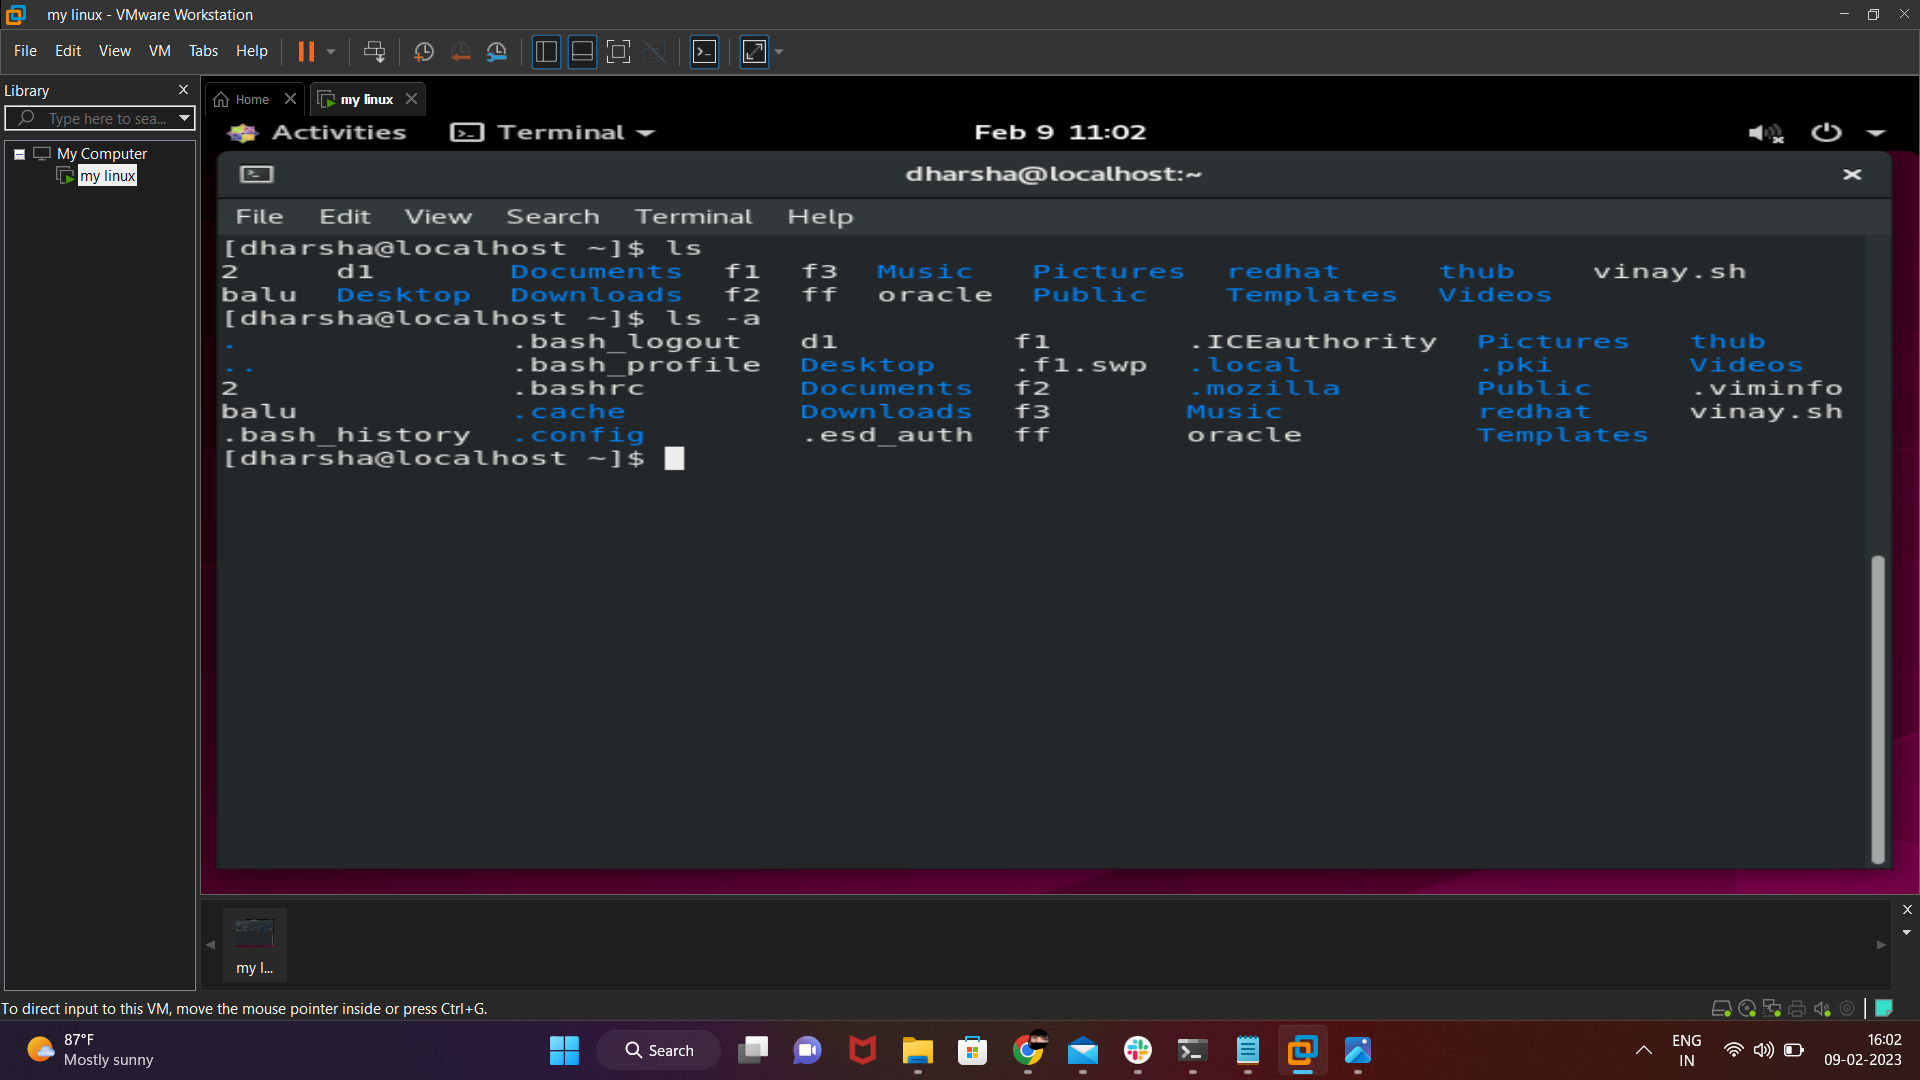 my linux - VMware Workstation
File Edit View VM Tabs Help
Library
Type here to sea...
My Computer
my linux
Home
my linux
Activities Terminal Feb 9 11:02
dharsha@localhost:~
File Edit View Search Terminal Help
[dharsha@localhost ~]$ ls
2 d1 Documents f1 f3 Music Pictures redhat thub vinay.sh
balu Desktop Downloads f2 ff oracle Public Templates Videos
[dharsha@localhost ~]$ ls -a
. .bash_logout d1 f1 .ICEauthority Pictures thub
.. .bash_profile Desktop .f1.swp .local .pki Videos
2 .bashrc Documents f2 .mozilla Public .viminfo
balu .cache Downloads f3 Music redhat vinay.sh
.bash_history .config .esd_auth ff oracle Templates
[dharsha@localhost ~]$
my l...
To direct input to this VM, move the mouse pointer inside or press Ctrl+G.
87°F
Mostly sunny
Search
ENG
IN
16:02
09-02-2023